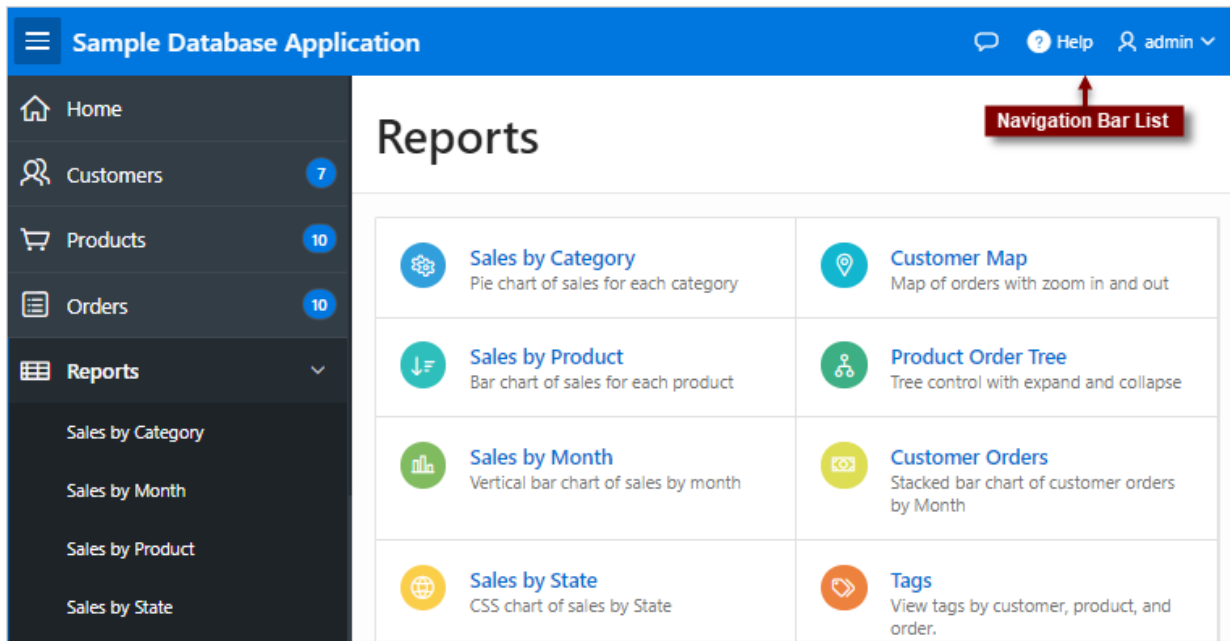 Sample Database Application
? Help
admin
Navigation Bar List
Home
Customers 7
Products 10
Orders 10
Reports
Sales by Category
Sales by Month
Sales by Product
Sales by State
Reports
Sales by Category
Pie chart of sales for each category
Customer Map
Map of orders with zoom in and out
Sales by Product
Bar chart of sales for each product
Product Order Tree
Tree control with expand and collapse
Sales by Month
Vertical bar chart of sales by month
Customer Orders
Stacked bar chart of customer orders
by Month
Sales by State
CSS chart of sales by State
Tags
View tags by customer, product, and
order.